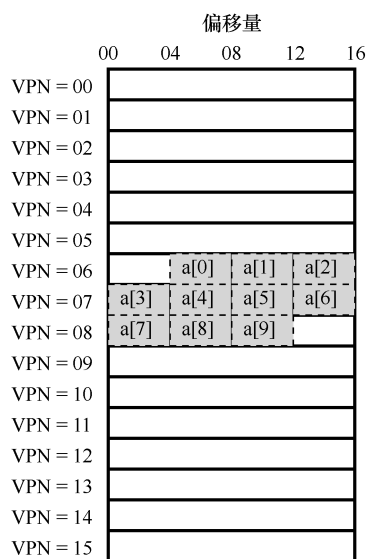 偏移量
00 04 08 12 16
VPN = 00
VPN = 01
VPN = 02
VPN = 03
VPN = 04
VPN = 05
VPN = 06 a[0] a[1] a[2]
VPN = 07 a[3] a[4] a[5] a[6]
VPN = 08 a[7] a[8] a[9]
VPN = 09
VPN = 10
VPN = 11
VPN = 12
VPN = 13
VPN = 14
VPN = 15